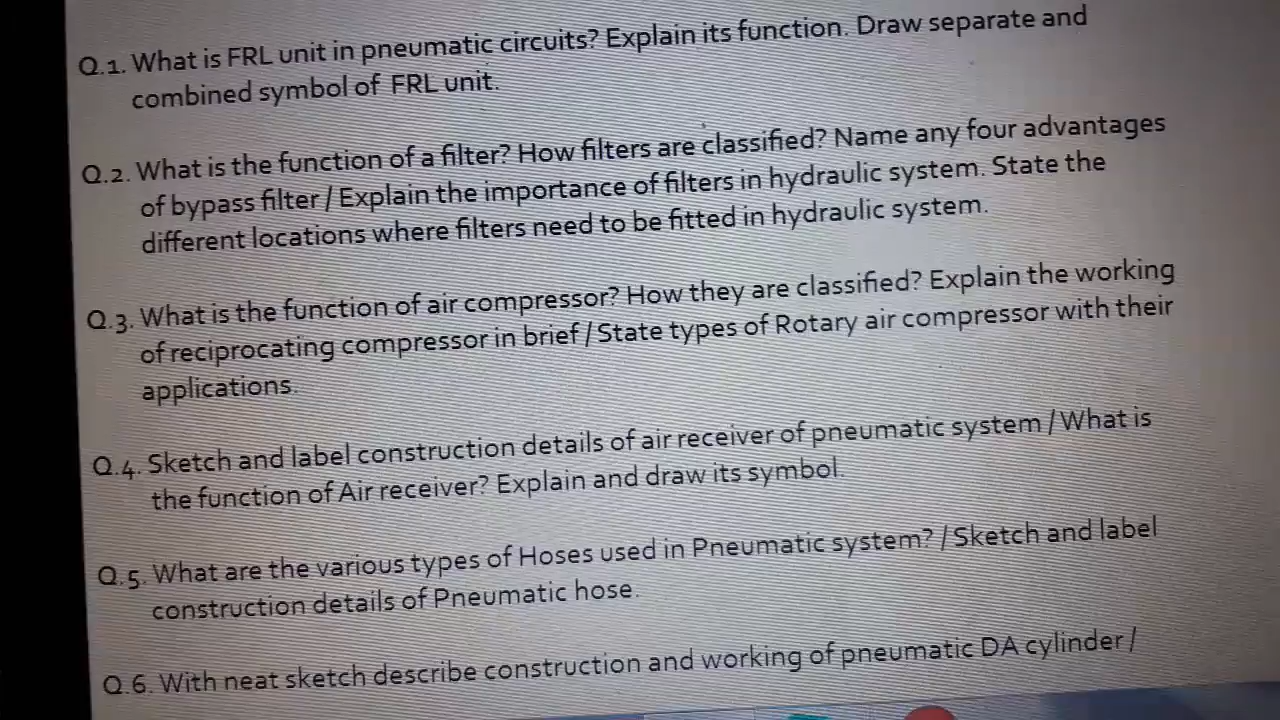 Q.1. What is FRL unit in pneumatic circuits? Explain its function. Draw separate and
combined symbol of FRL unit.
Q.2. What is the function of a filter? How filters are classified? Name any four advantages
of bypass filter / Explain the importance of filters in hydraulic system. State the
different locations where filters need to be fitted in hydraulic system.
Q.3. What is the function of air compressor? How they are classified? Explain the working
of reciprocating compressor in brief / State types of Rotary air compressor with their
applications.
Q.4. Sketch and label construction details of air receiver of pneumatic system / What is
the function of Air receiver? Explain and draw its symbol.
Q.5. What are the various types of Hoses used in Pneumatic system? / Sketch and label
construction details of Pneumatic hose.
Q.6. With neat sketch describe construction and working of pneumatic DA cylinder /